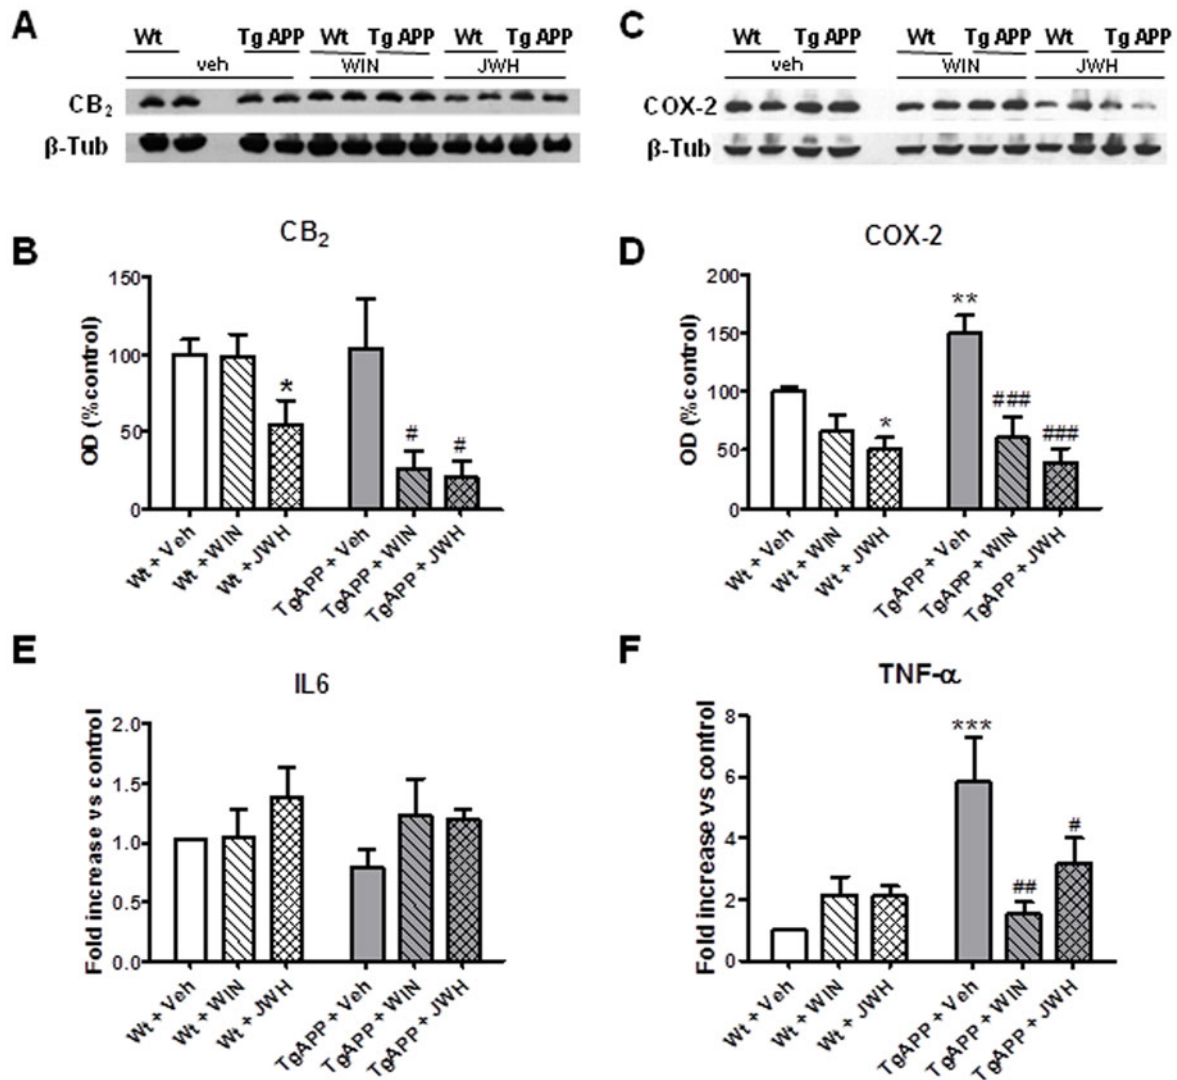 A
Wt Tg APP Wt Tg APP Wt Tg APP
veh WIN JWH
CB2
β-Tub
C
Wt Tg APP Wt Tg APP Wt Tg APP
veh WIN JWH
COX-2
β-Tub
B
CB2
OD (%control)
150
100
50
0
*
#
#
Wt + Veh
Wt + WIN
Wt + JWH
TgAPP + Veh
TgAPP + WIN
TgAPP + JWH
D
COX-2
OD (%control)
200
150
100
50
0
*
**
###
###
Wt + Veh
Wt + WIN
Wt + JWH
TgAPP + Veh
TgAPP + WIN
TgAPP + JWH
E
IL6
Fold increase vs control
2.0
1.5
1.0
0.5
0.0
Wt + Veh
Wt + WIN
Wt + JWH
TgAPP + Veh
TgAPP + WIN
TgAPP + JWH
F
TNF-α
Fold increase vs control
8
6
4
2
0
***
##
#
Wt + Veh
Wt + WIN
Wt + JWH
TgAPP + Veh
TgAPP + WIN
TgAPP + JWH